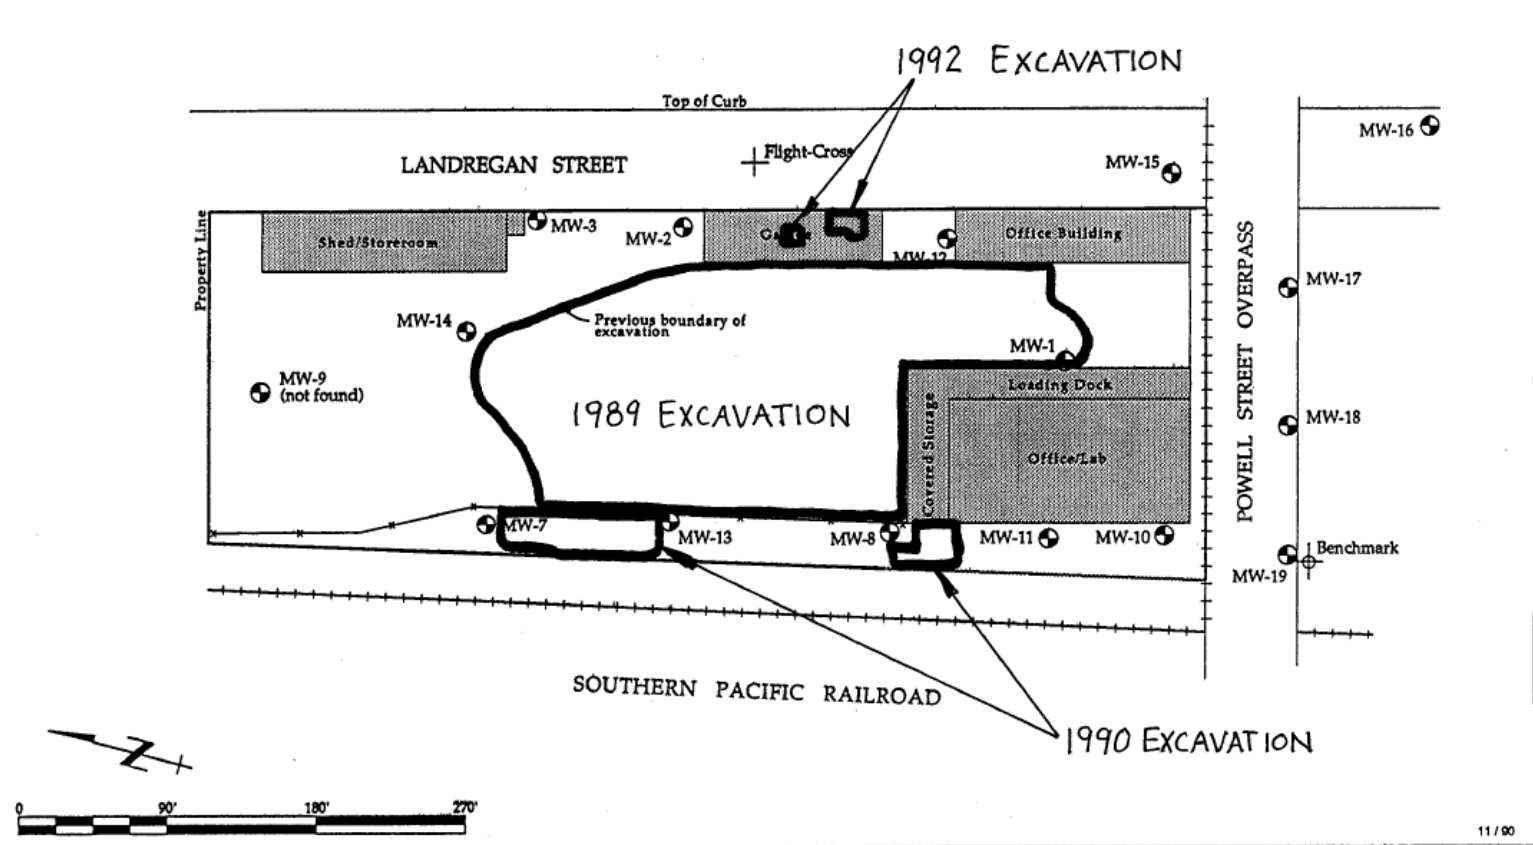 1992 EXCAVATION
Top of Curb
MW-16
Flight-Cross
LANDREGAN STREET
MW-15
Property Line
Shed/Storeroom
MW-3
MW-2
Office Building
MW-12
POWELL STREET OVERPASS
MW-17
MW-14
Previous boundary of
excavation
MW-1
MW-9
(not found)
Loading Dock
1989 EXCAVATION
Covered Storage
MW-18
Office/Lab
MW-7
MW-13
MW-8
MW-11
MW-10
Benchmark
MW-19
SOUTHERN PACIFIC RAILROAD
1990 EXCAVATION
N
0 90' 180' 270'
11 / 90